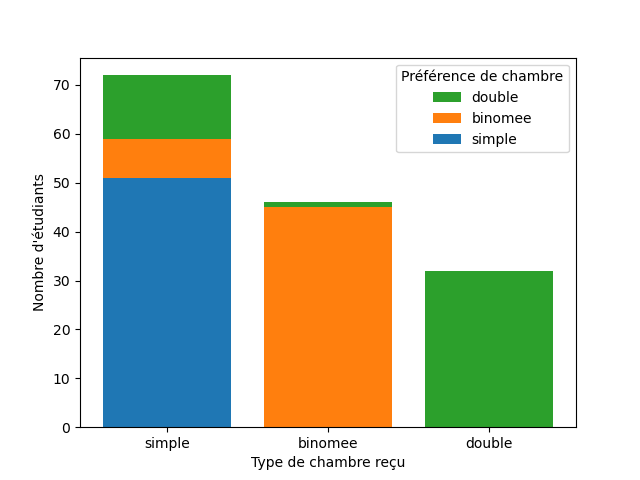 Préférence de chambre
double
binomee
simple
70
60
50
40
30
20
10
0
Nombre d'étudiants
simple
binomee
double
Type de chambre reçu